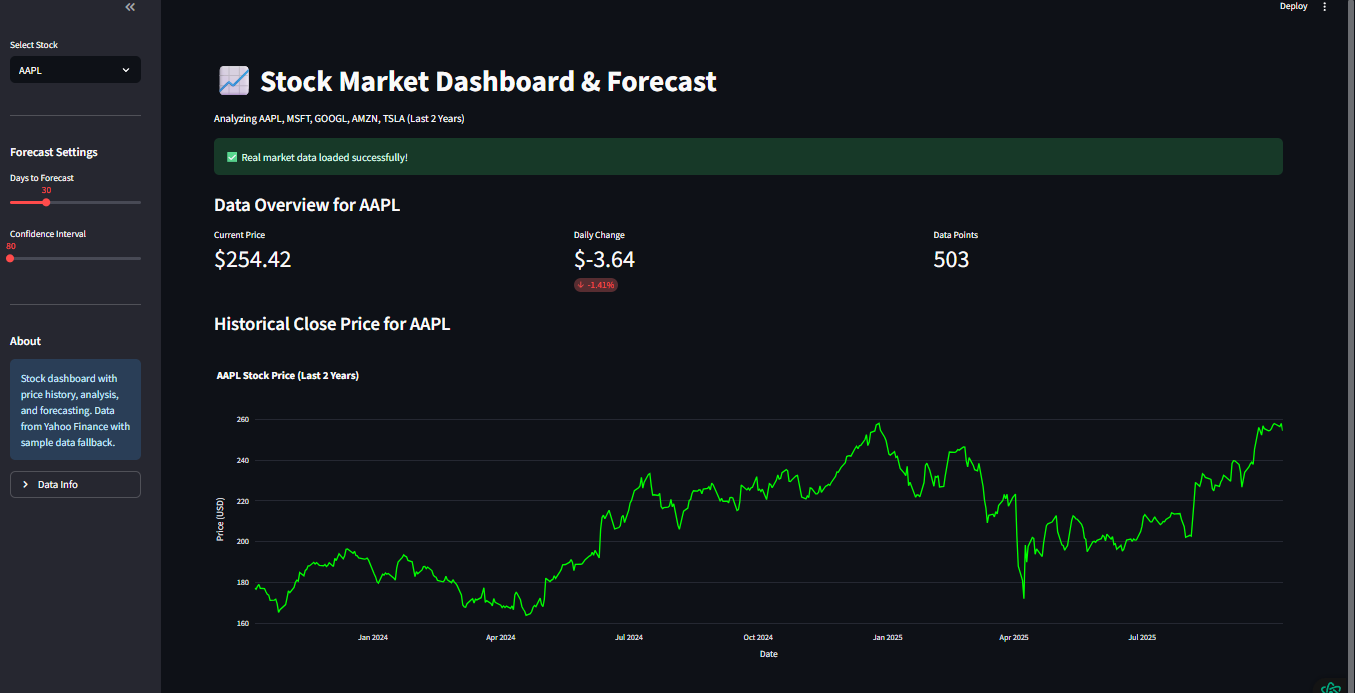 Deploy
Select Stock
AAPL
Forecast Settings
Days to Forecast
30
Confidence Interval
80
About
Stock dashboard with
price history, analysis,
and forecasting. Data
from Yahoo Finance with
sample data fallback.
Data Info
Stock Market Dashboard & Forecast
Analyzing AAPL, MSFT, GOOGL, AMZN, TSLA (Last 2 Years)
Real market data loaded successfully!
Data Overview for AAPL
Current Price
$254.42
Daily Change
$-3.64
-1.41%
Data Points
503
Historical Close Price for AAPL
AAPL Stock Price (Last 2 Years)
Price (USD)
260
240
220
200
180
160
Jan 2024 Apr 2024 Jul 2024 Oct 2024 Jan 2025 Apr 2025 Jul 2025
Date